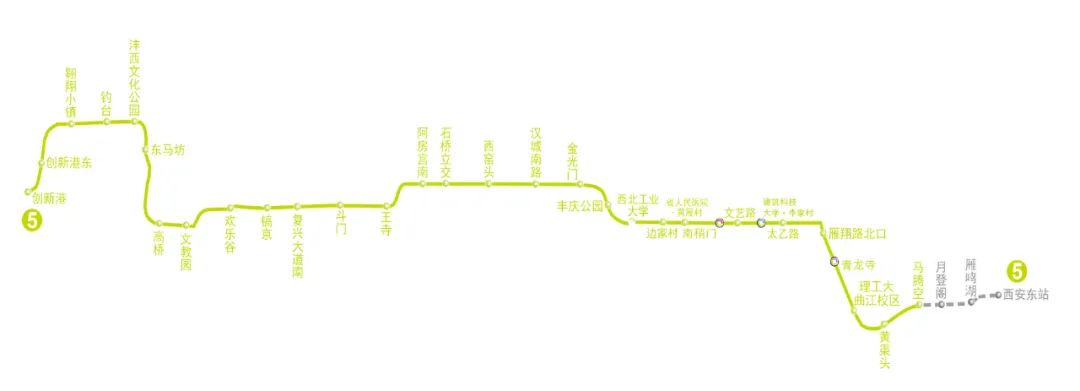 5
创新港
创新港东
翱翔小镇
钓台
沣西文化公园
东马坊
高桥
文教园
欢乐谷
镐京
复兴大道南
斗门
王寺
阿房宫南
石桥立交
西窑头
汉城南路
金光门
丰庆公园
西北工业
大学
边家村
省人民医院
·黄雁村
南稍门
文艺路
建筑科技
大学·李家村
太乙路
雁翔路北口
青龙寺
理工大
曲江校区
黄渠头
马腾空
月登阁
雁鸣湖
西安东站
5